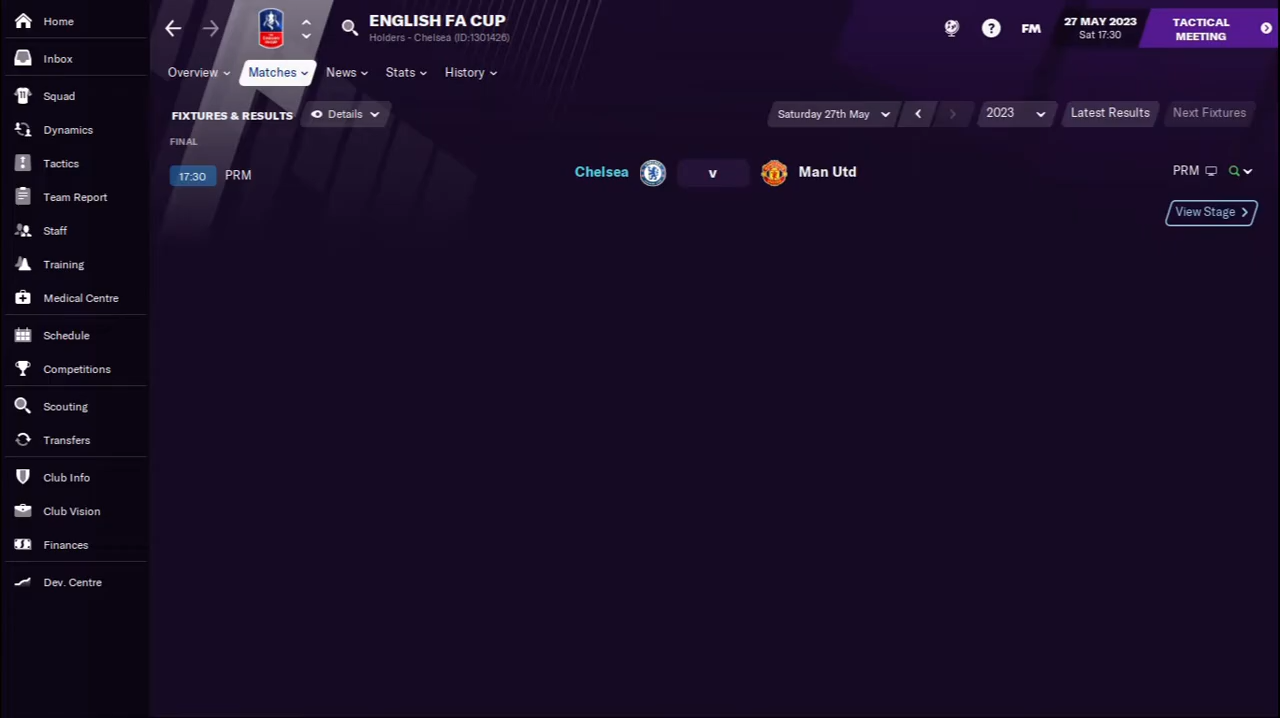 Home
Inbox
Squad
Dynamics
Tactics
Team Report
Staff
Training
Medical Centre
Schedule
Competitions
Scouting
Transfers
Club Info
Club Vision
Finances
Dev. Centre
ENGLISH FA CUP
Holders - Chelsea (ID:1301426)
FM
27 MAY 2023
Sat 17:30
TACTICAL
MEETING
Overview Matches News Stats History
FIXTURES & RESULTS Details Saturday 27th May 2023 Latest Results Next Fixtures
FINAL
17:30 PRM Chelsea v Man Utd PRM
View Stage